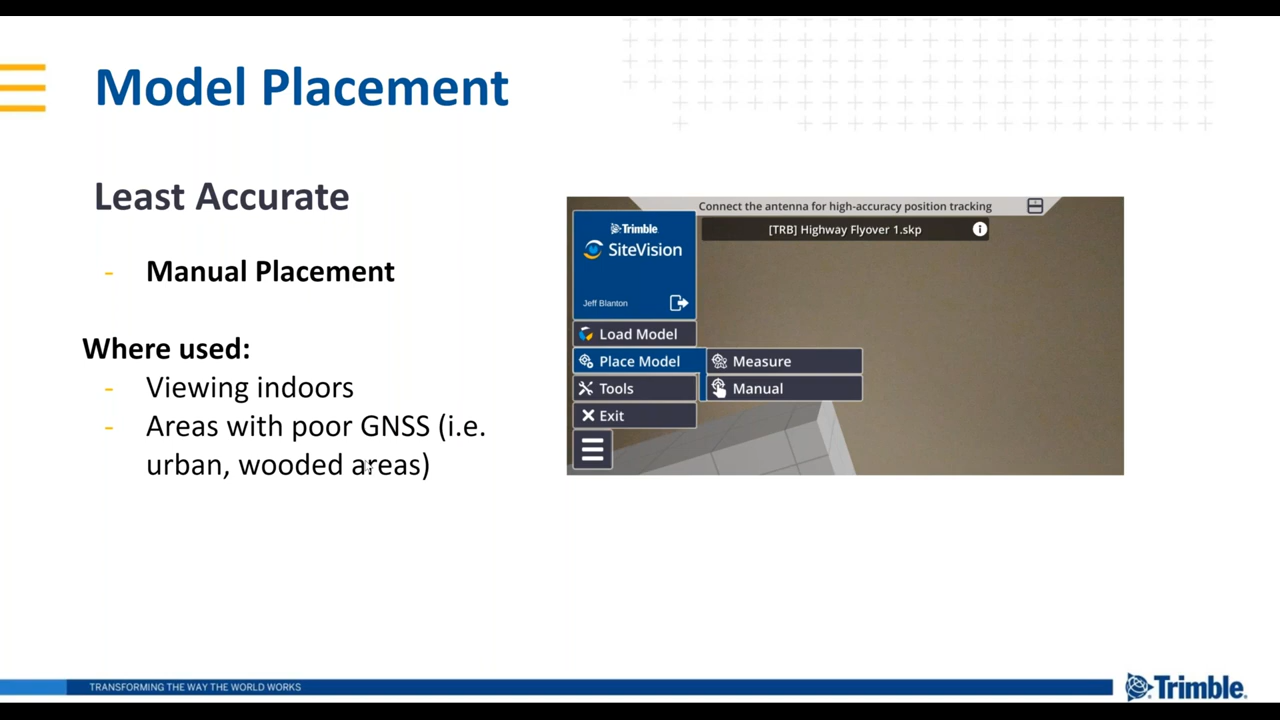 Model Placement
Least Accurate
- Manual Placement
Where used:
- Viewing indoors
- Areas with poor GNSS (i.e.
urban, wooded areas)
Connect the antenna for high-accuracy position tracking
[TRB] Highway Flyover 1.skp
Trimble
SiteVision
Jeff Blanton
Load Model
Place Model
Measure
Tools
Manual
Exit
TRANSFORMING THE WAY THE WORLD WORKS
Trimble